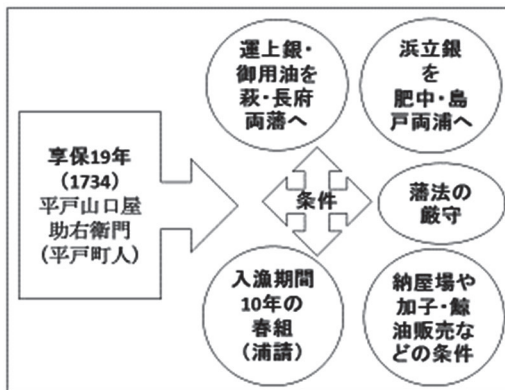 享保19年
(1734)
平戸山口屋
助右衛門
(平戸町人)
運上銀・
御用油を
萩・長府
両藩へ
浜立銀
を
肥中・島
戸両浦へ
条件
藩法の
厳守
入漁期間
10年の
春組
(浦請)
納屋場や
加子・鯨
油販売な
どの条件